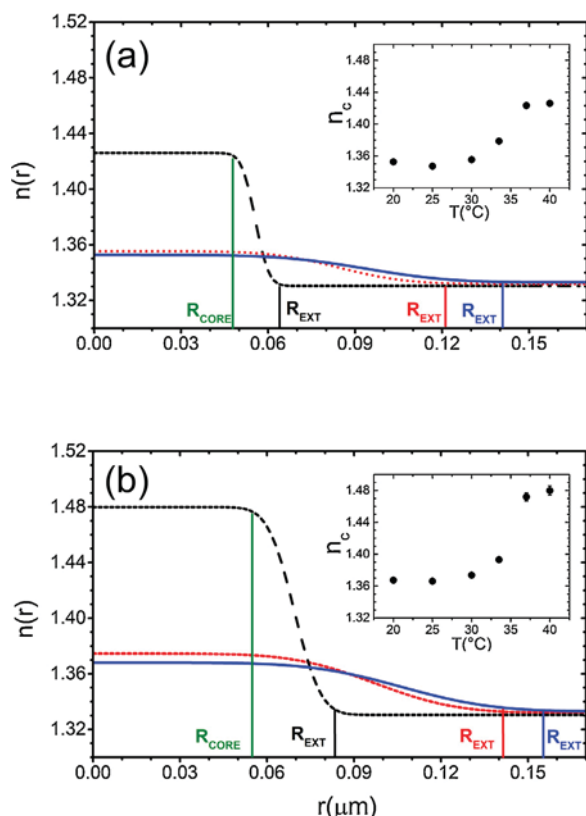 (a)
n(r)
1.52
1.48
1.44
1.40
1.36
1.32
0.00 0.03 0.06 0.09 0.12 0.15
R_CORE R_EXT R_EXT R_EXT
n_c
1.48
1.44
1.40
1.36
1.32
20 25 30 35 40
T(°C)
(b)
n(r)
1.52
1.48
1.44
1.40
1.36
1.32
0.00 0.03 0.06 0.09 0.12 0.15
R_CORE R_EXT R_EXT R_EXT
r(μm)
n_c
1.48
1.44
1.40
1.36
1.32
20 25 30 35 40
T(°C)